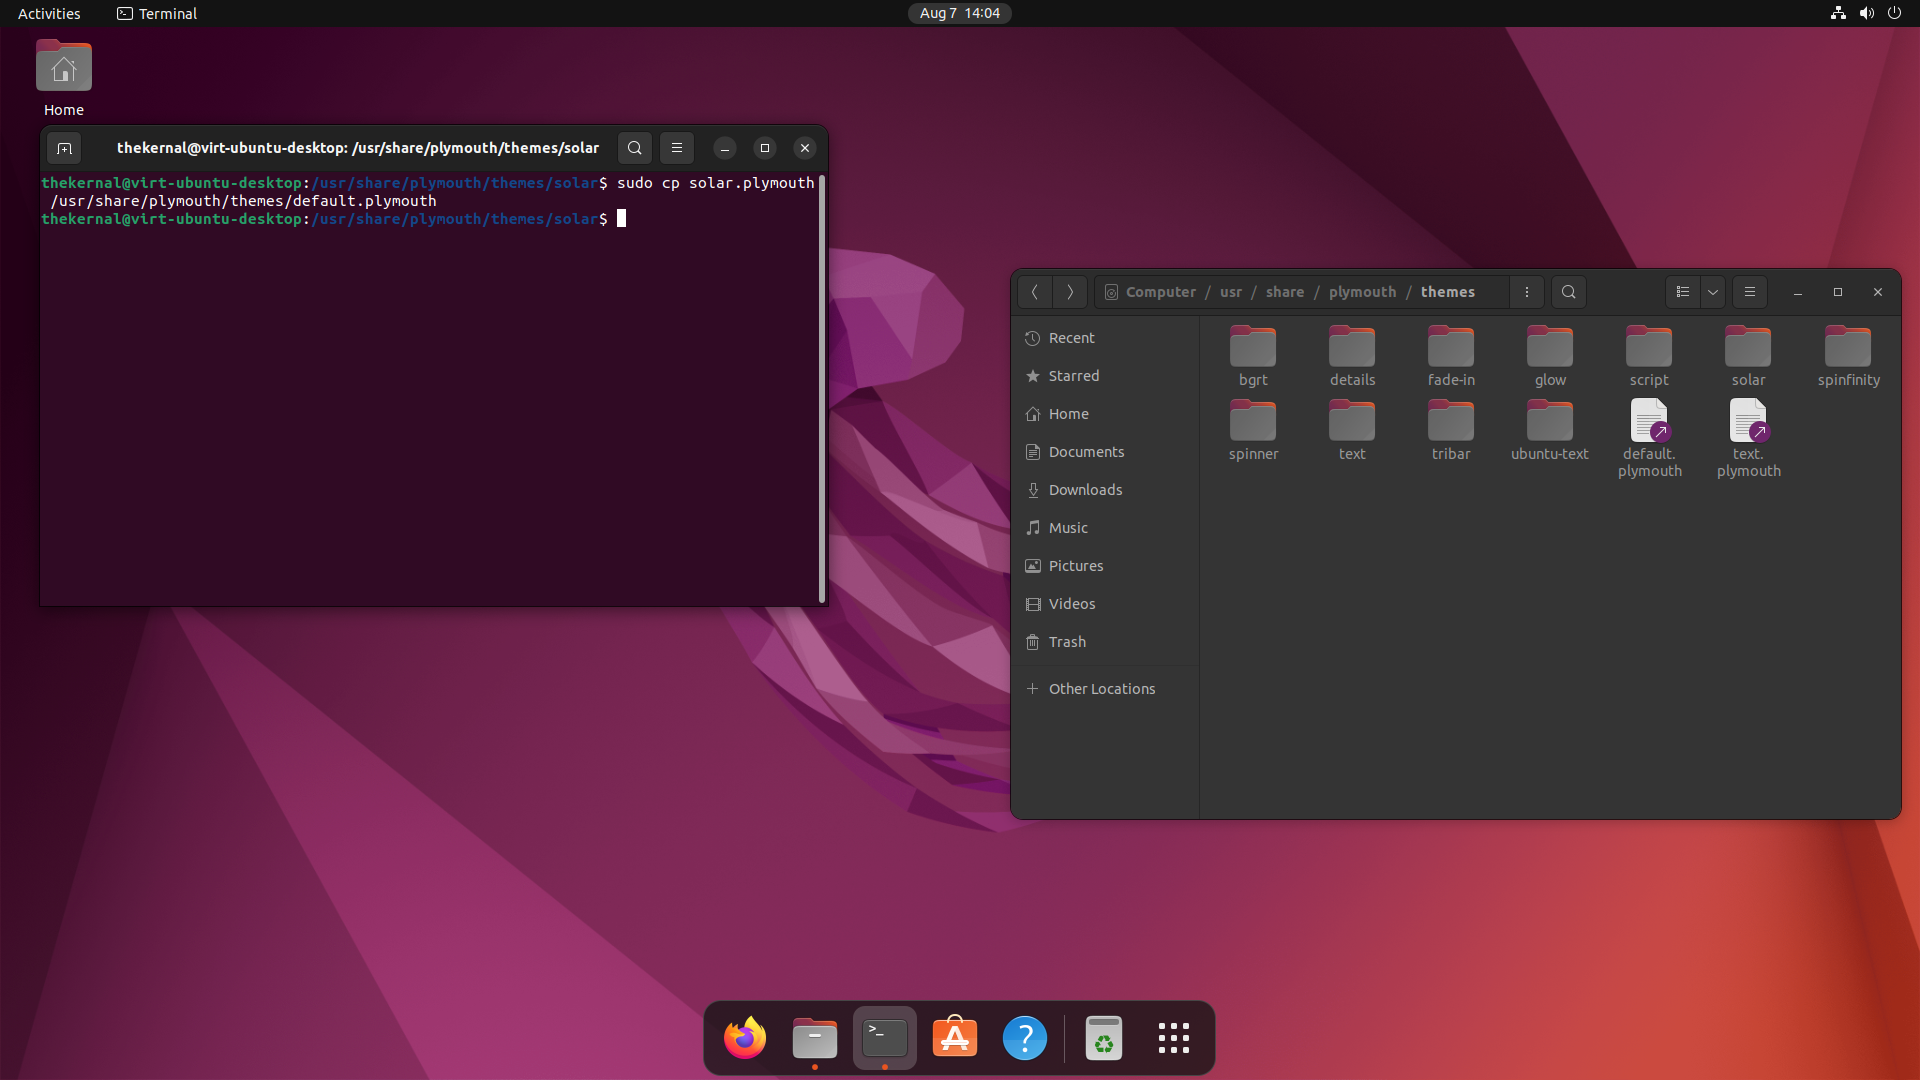 Activities
Terminal
Aug 7 14:04
Home
thekernal@virt-ubuntu-desktop: /usr/share/plymouth/themes/solar
thekernal@virt-ubuntu-desktop:/usr/share/plymouth/themes/solar$ sudo cp solar.plymouth
/usr/share/plymouth/themes/default.plymouth
thekernal@virt-ubuntu-desktop:/usr/share/plymouth/themes/solar$
Computer / usr / share / plymouth / themes
Recent
Starred
Home
Documents
Downloads
Music
Pictures
Videos
Trash
Other Locations
bgrt
details
fade-in
glow
script
solar
spinfinity
spinner
text
tribar
ubuntu-text
default.
plymouth
text.
plymouth